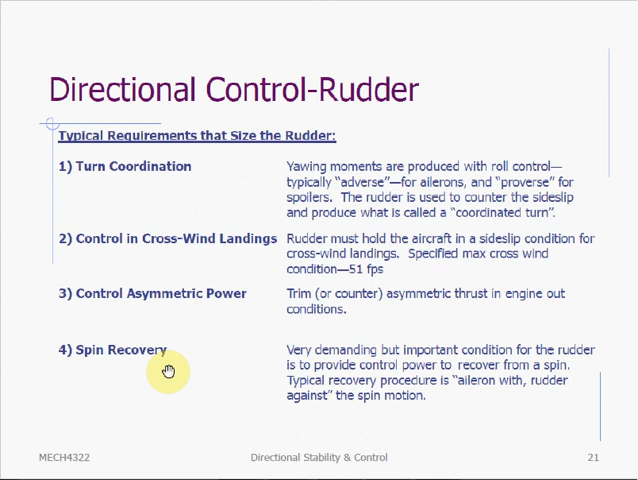 Directional Control-Rudder
Typical Requirements that Size the Rudder:
1) Turn Coordination
Yawing moments are produced with roll control—
typically “adverse”—for ailerons, and “proverse” for
spoilers. The rudder is used to counter the sideslip
and produce what is called a “coordinated turn”.
2) Control in Cross-Wind Landings
Rudder must hold the aircraft in a sideslip condition for
cross-wind landings. Specified max cross wind
condition—51 fps
3) Control Asymmetric Power
Trim (or counter) asymmetric thrust in engine out
conditions.
4) Spin Recovery
Very demanding but important condition for the rudder
is to provide control power to recover from a spin.
Typical recovery procedure is “aileron with, rudder
against” the spin motion.
MECH4322
Directional Stability & Control
21